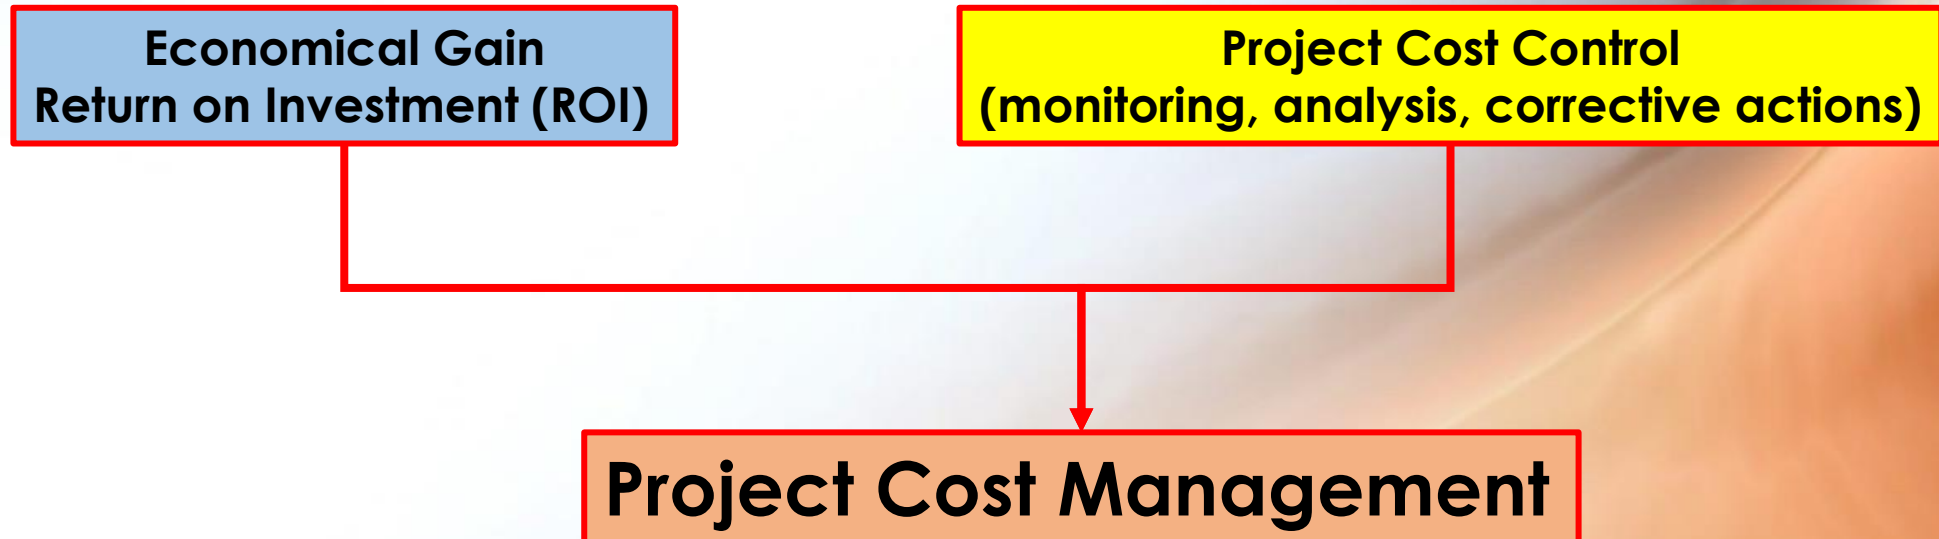 Economical Gain
Return on Investment (ROI)
Project Cost Control
(monitoring, analysis, corrective actions)
Project Cost Management